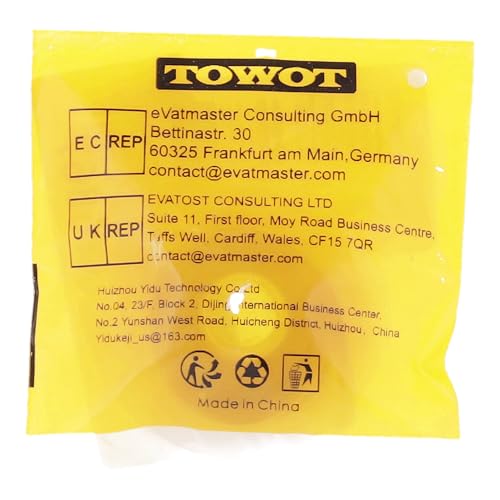 TOWOT
EC REP
eVatmaster Consulting GmbH
Bettinastr. 30
60325 Frankfurt am Main,Germany
contact@evatmaster.com
UK REP
EVATOST CONSULTING LTD
Suite 11, First floor, Moy Road Business Centre,
Taffs Well, Cardiff, Wales, CF15 7QR
contact@evatmaster.com
Huizhou Yidu Technology Co.Ltd
No.04, 23/F, Block 2, Dijing International Business Center,
No.2 Yunshan West Road, Huicheng District, Huizhou, China
Yidukeji_us@163.com
Made in China